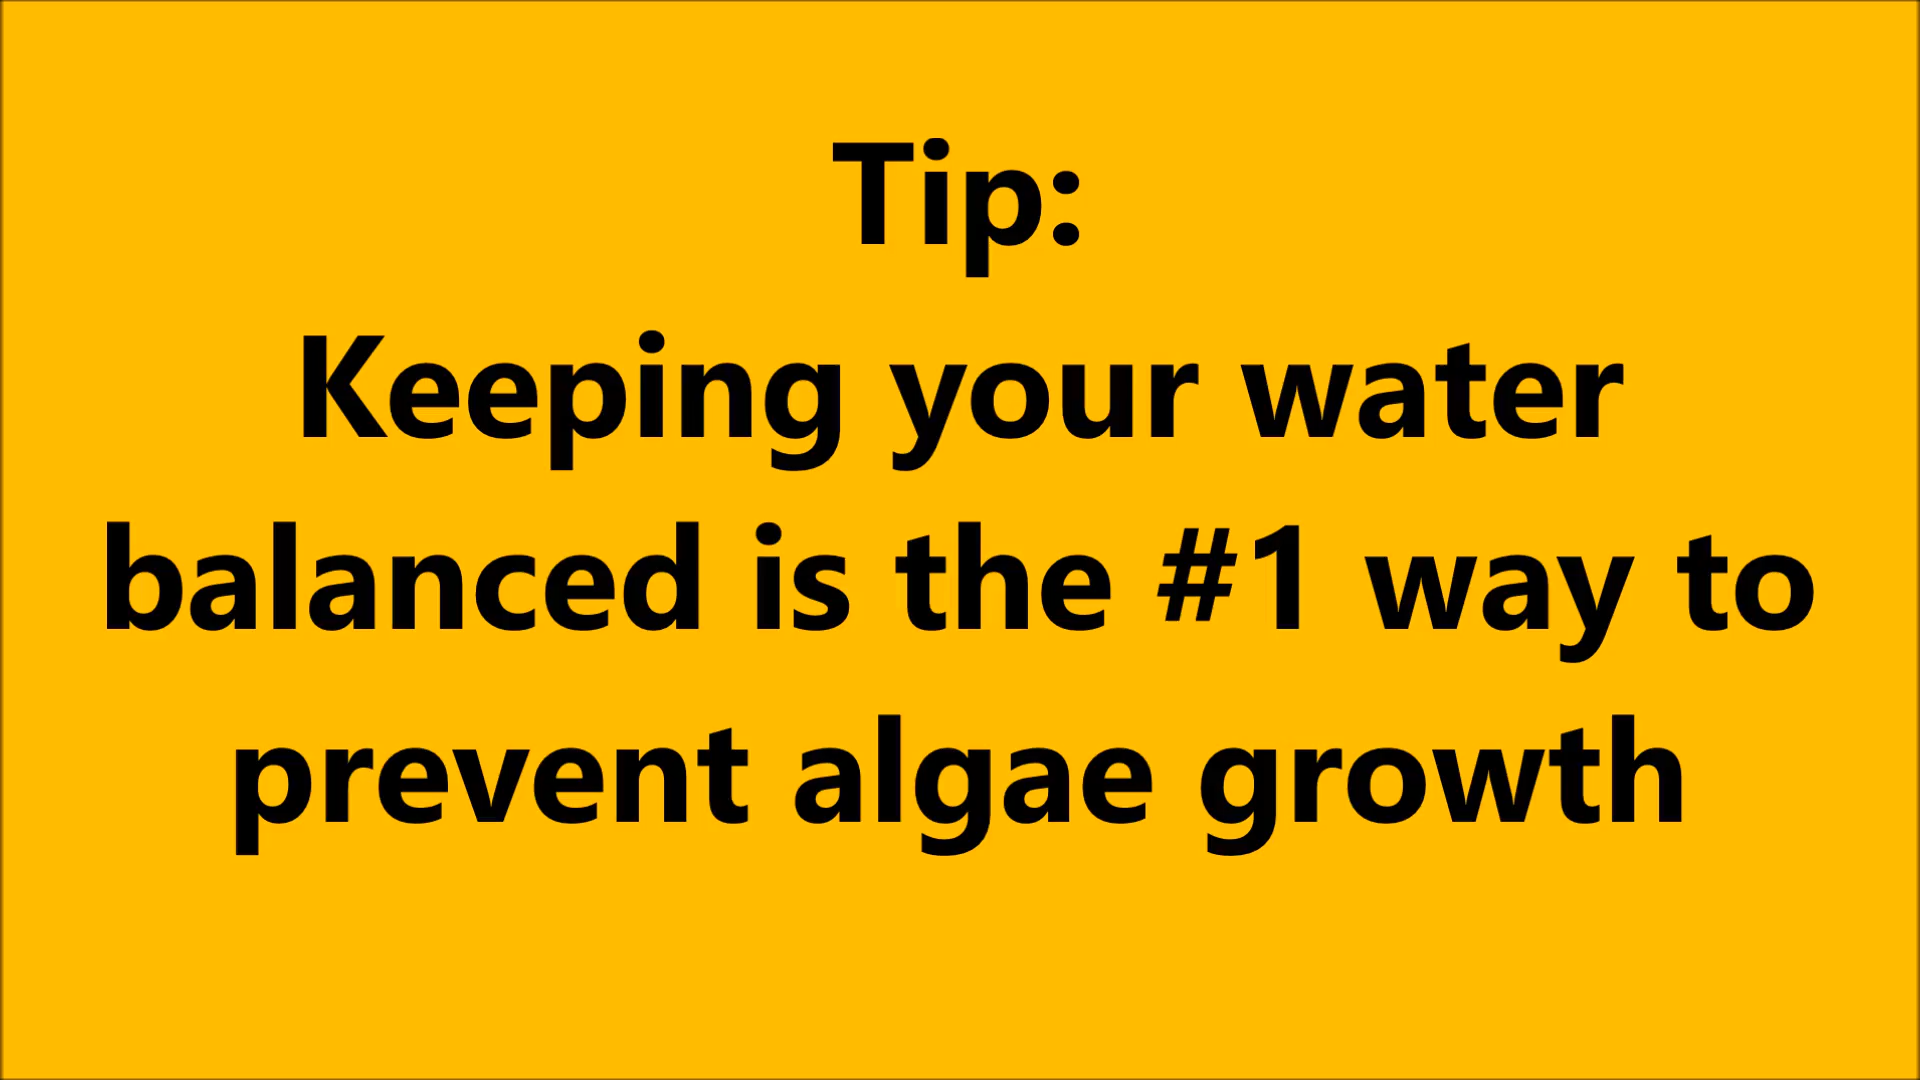 Tip:
Keeping your water
balanced is the #1 way to
prevent algae growth